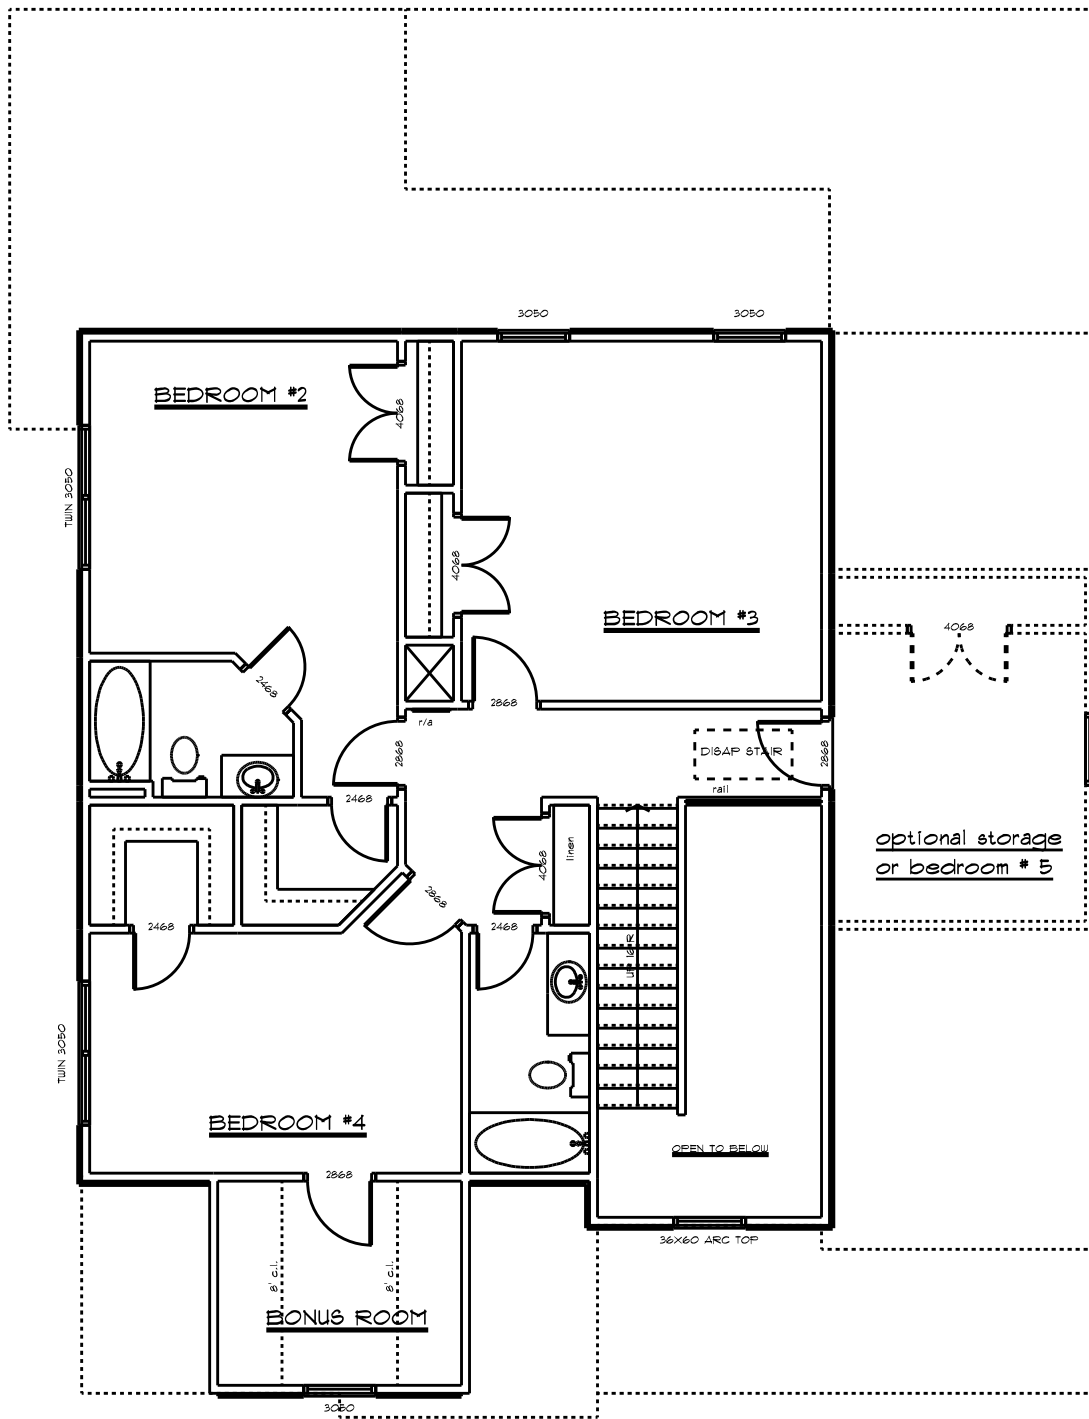 3050
3050
BEDROOM #2
4068
TWIN 3050
4068
BEDROOM #3
4068
2468
2868
r/a
2868
DISAP STAIR
2868
rail
2468
linen
4068
optional storage
or bedroom # 5
2868
2468
2468
UP 16 R
TWIN 3050
BEDROOM #4
OPEN TO BELOW
2868
36X60 ARC TOP
8' c.l.
8' c.l.
BONUS ROOM
3050